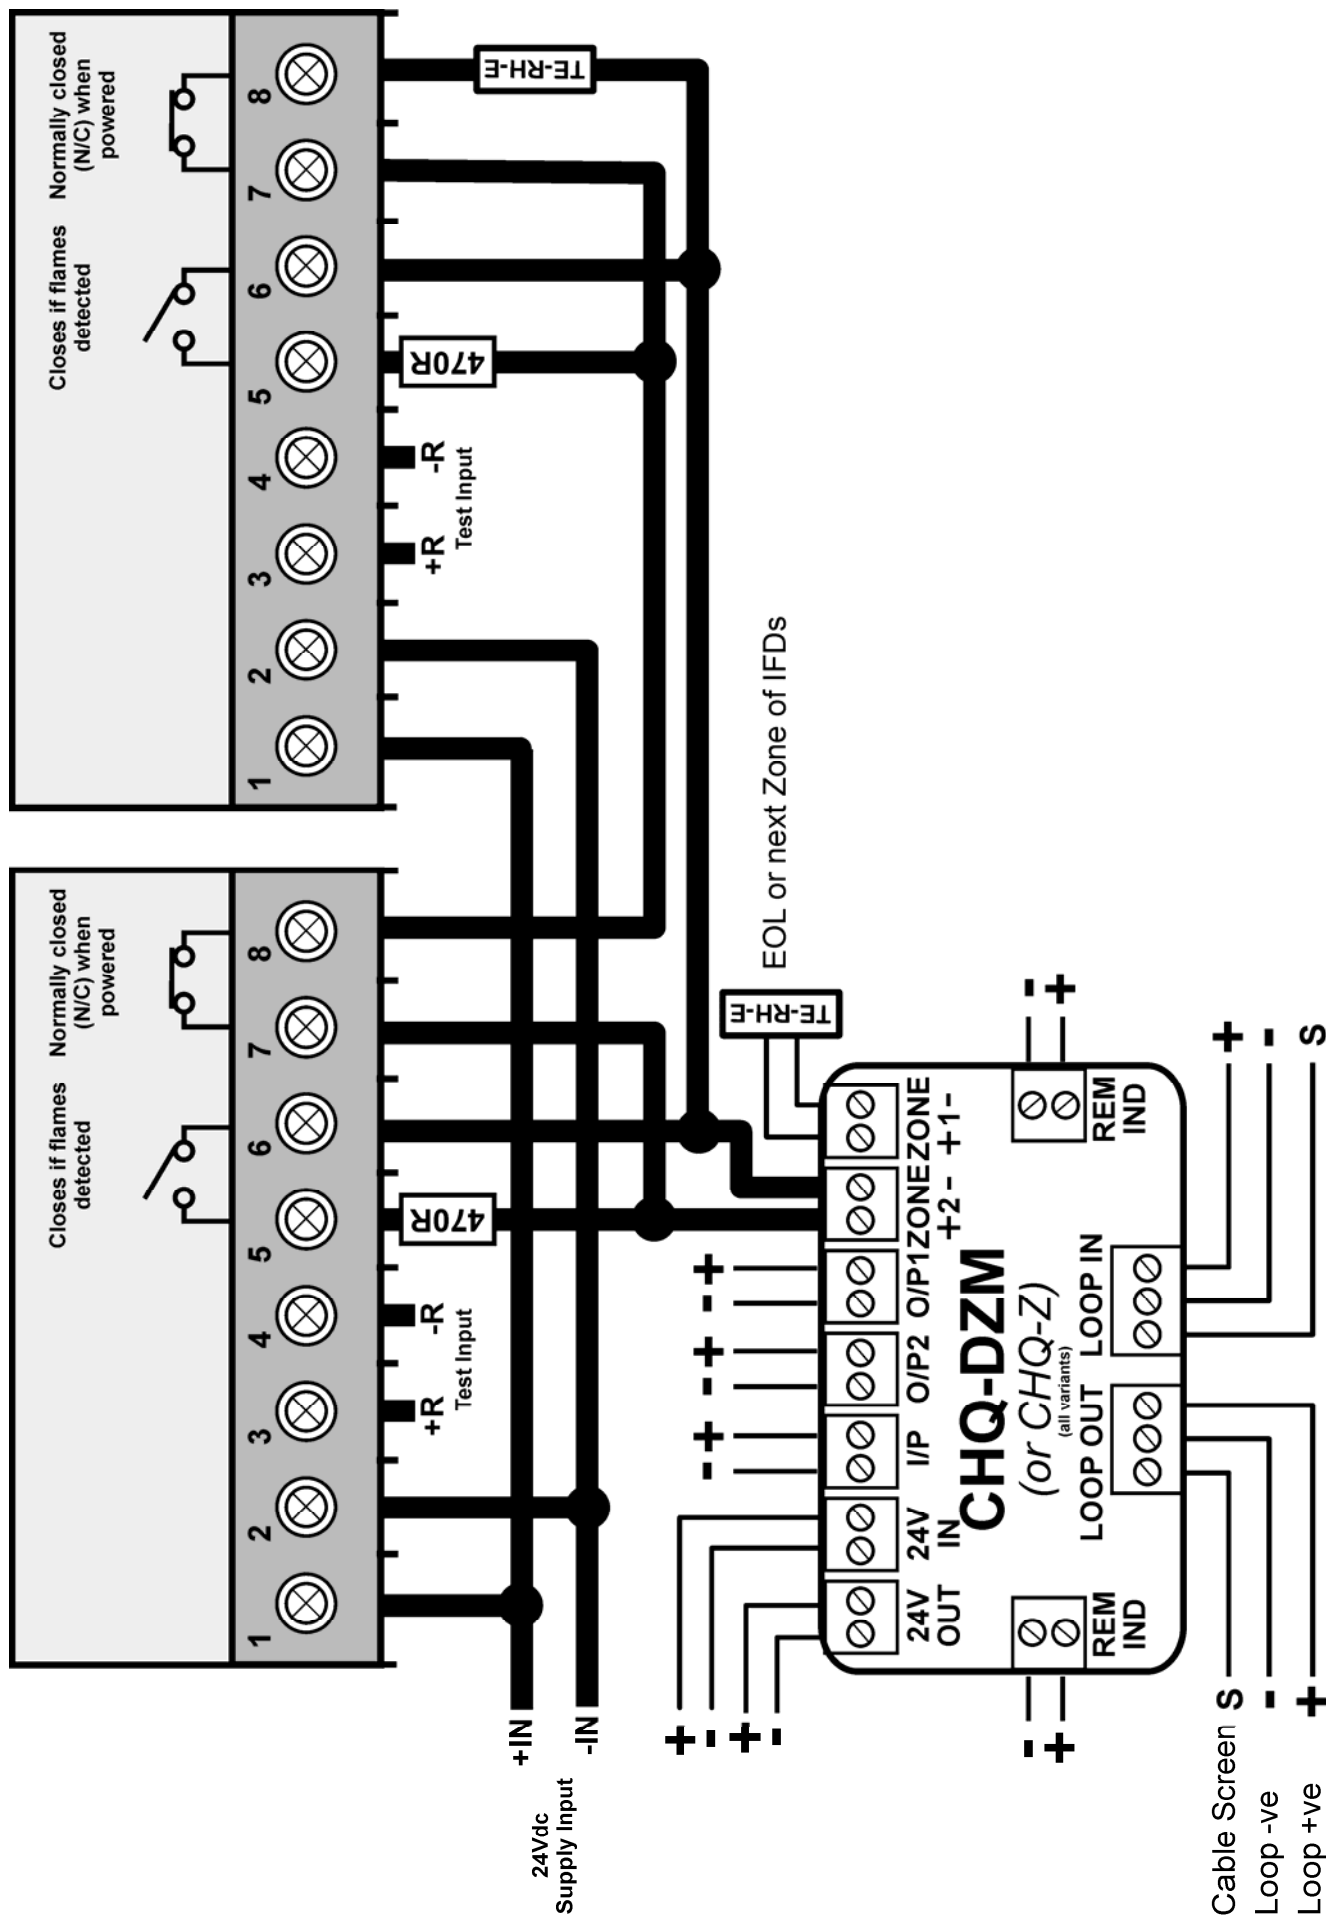 Closes if flames
detected
Normally closed
(N/C) when
powered
1
2
3
4
5
6
7
8
+R
-R
Test Input
470R
Closes if flames
detected
Normally closed
(N/C) when
powered
1
2
3
4
5
6
7
8
+R
-R
Test Input
470R
TE-RH-E
+IN
-IN
24Vdc
Supply Input
EOL or next Zone of IFDs
TE-RH-E
+
-
+
-
- +
- +
- +
24V
OUT
24V
IN
I/P
O/P2
O/P1
ZONE
+2-
ZONE
+1-
CHQ-DZM
(or CHQ-Z)
(all variants)
REM
IND
- 
+
REM
IND
-
+
LOOP OUT
LOOP IN
Cable Screen S
Loop -ve -
Loop +ve +
+
-
S